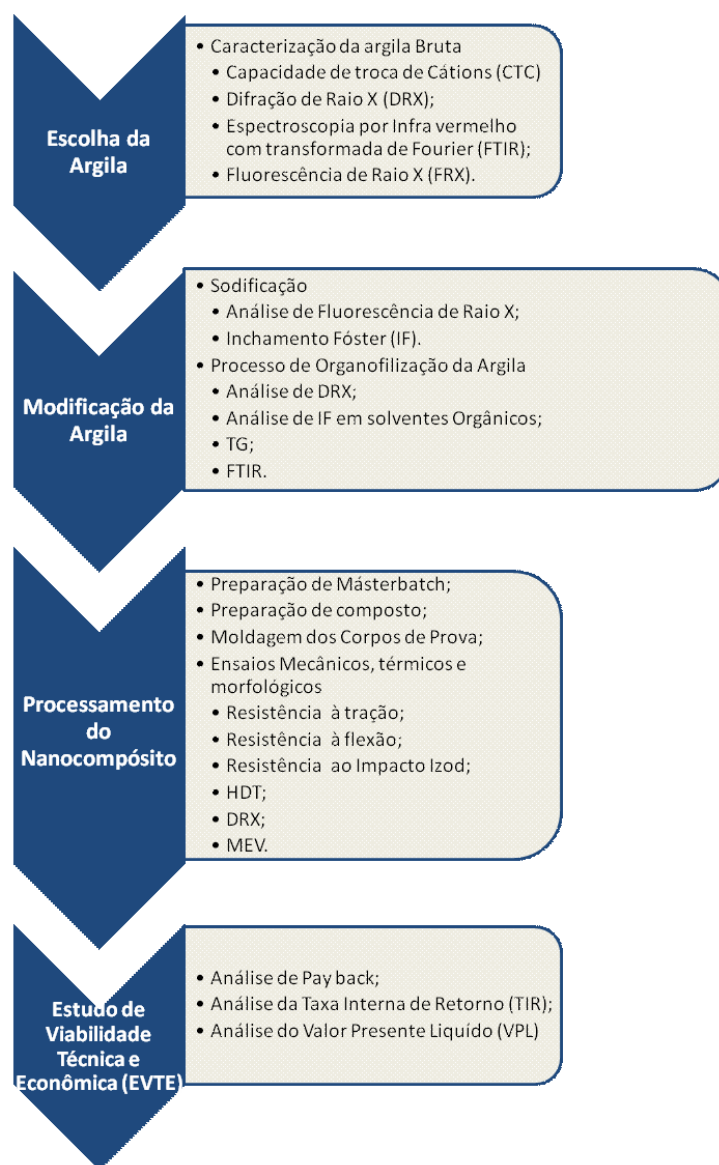 Escolha da
Argila
• Caracterização da argila Bruta
• Capacidade de troca de Cátions (CTC)
• Difração de Raio X (DRX);
• Espectroscopia por Infra vermelho
com transformada de Fourier (FTIR);
• Fluorescência de Raio X (FRX).
Modificação da
Argila
• Sodificação
• Análise de Fluorescência de Raio X;
• Inchamento Fóster (IF).
• Processo de Organofilização da Argila
• Análise de DRX;
• Análise de IF em solventes Orgânicos;
• TG;
• FTIR.
Processamento
do
Nanocompósito
• Preparação de Másterbatch;
• Preparação de composto;
• Moldagem dos Corpos de Prova;
• Ensaios Mecânicos, térmicos e
morfológicos
• Resistência à tração;
• Resistência à flexão;
• Resistência ao Impacto Izod;
• HDT;
• DRX;
• MEV.
Estudo de
Viabilidade
Técnica e
Econômica (EVTE)
• Análise de Pay back;
• Análise da Taxa Interna de Retorno (TIR);
• Análise do Valor Presente Liquído (VPL)